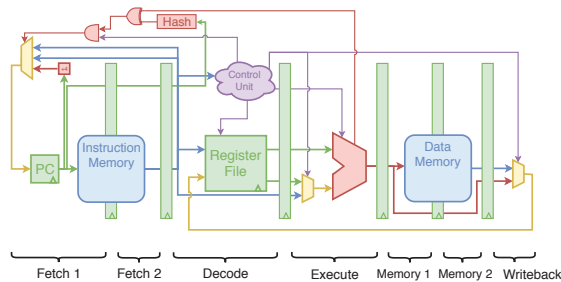 Hash
Control
Unit
Instruction
Memory
PC
Register
File
Data
Memory
Fetch 1
Fetch 2
Decode
Execute
Memory 1
Memory 2
Writeback